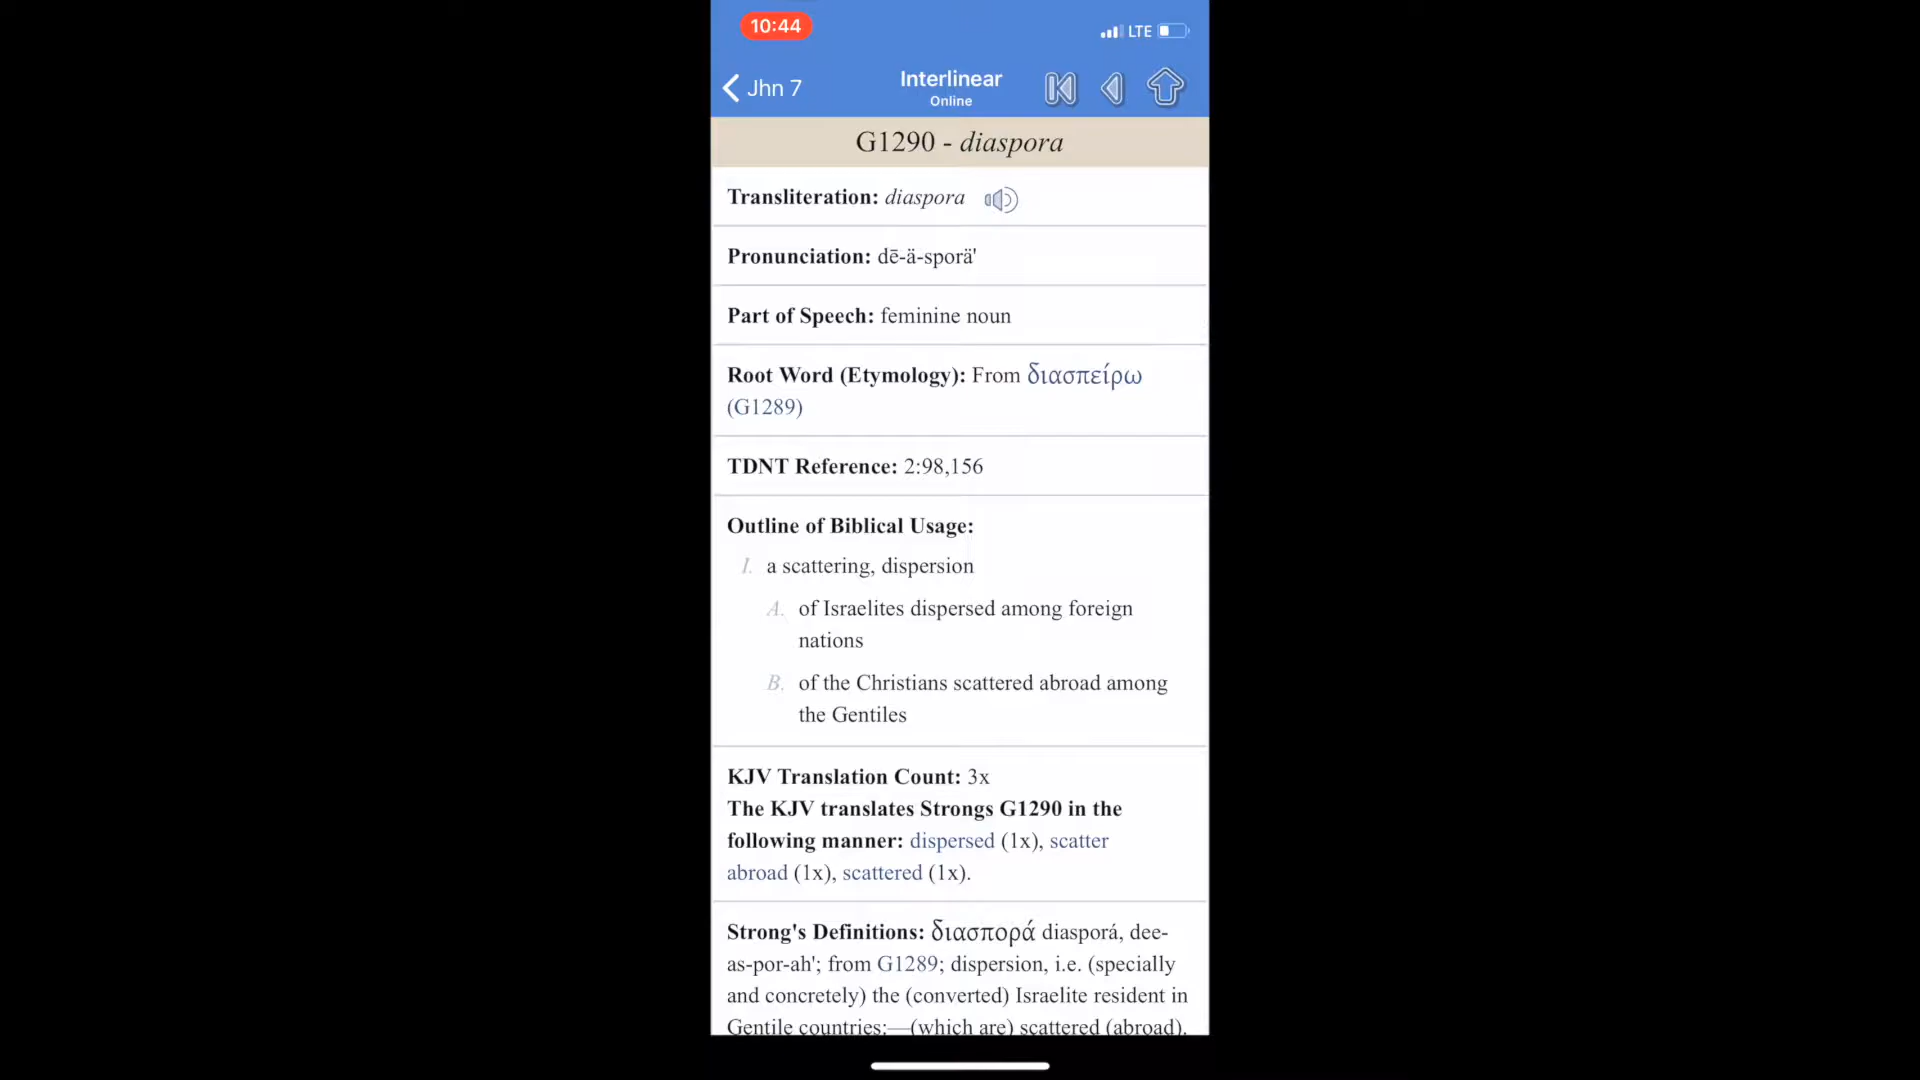 10:44
LTE
Jhn 7
Interlinear
Online
G1290 - diaspora
Transliteration: diaspora
Pronunciation: dē-ä-sporä'
Part of Speech: feminine noun
Root Word (Etymology): From διασπείρω
(G1289)
TDNT Reference: 2:98,156
Outline of Biblical Usage:
I. a scattering, dispersion
A. of Israelites dispersed among foreign
nations
B. of the Christians scattered abroad among
the Gentiles
KJV Translation Count: 3x
The KJV translates Strongs G1290 in the
following manner: dispersed (1x), scatter
abroad (1x), scattered (1x).
Strong's Definitions: διασπορά diasporá, dee-
as-por-ah'; from G1289; dispersion, i.e. (specially
and concretely) the (converted) Israelite resident in
Gentile countries:—(which are) scattered (abroad).